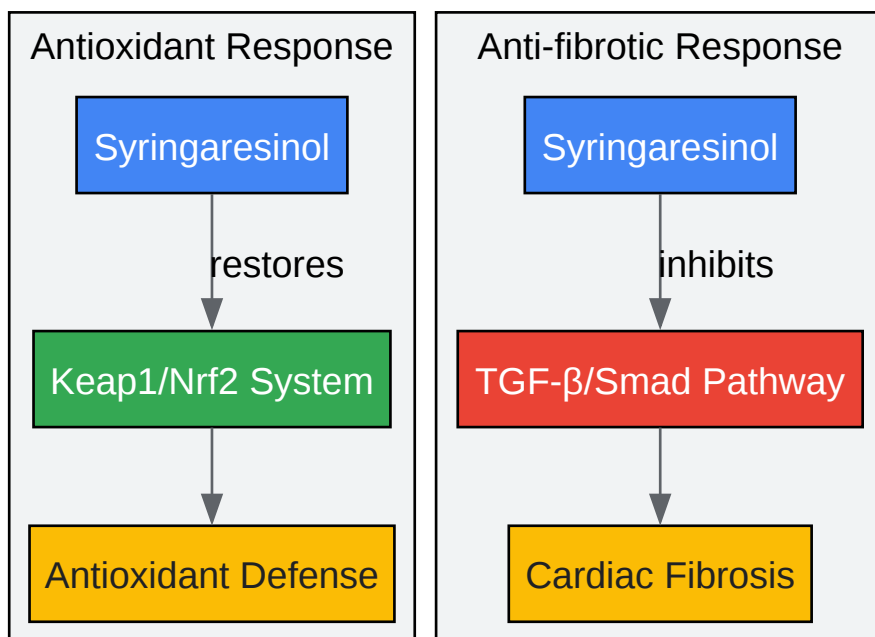 Antioxidant Response
Syringaresinol
restores
Keap1/Nrf2 System
Antioxidant Defense
Anti-fibrotic Response
Syringaresinol
inhibits
TGF-β/Smad Pathway
Cardiac Fibrosis